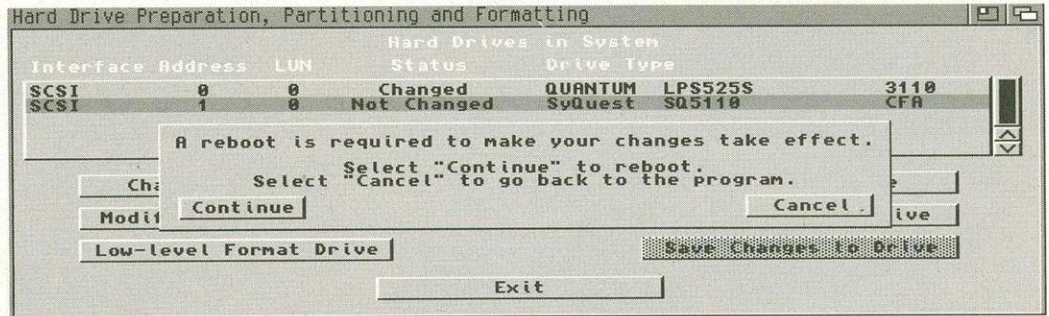 Hard Drive Preparation, Partitioning and Formatting
Hard Drives in System
Interface Address LUN Status Drive Type
SCSI 0 0 Changed QUANTUM LPS525S 3110
SCSI 1 0 Not Changed SyQuest SQ5110 CFA
A reboot is required to make your changes take effect.
Select "Continue" to reboot.
Select "Cancel" to go back to the program.
Continue Cancel
Cha e
Modif ive
Low-level Format Drive Save Changes to Drive
Exit